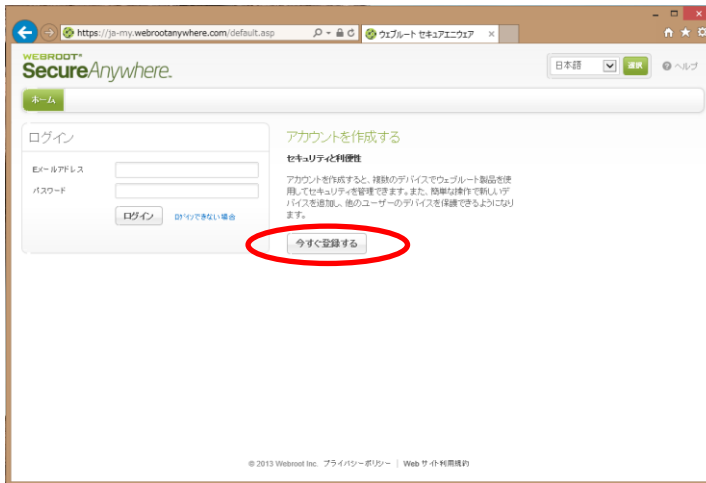 https://ja-my.webrootanywhere.com/default.asp
ウェブルート セキュアエニウェア
WEBROOT
SecureAnywhere.
日本語
選択
ヘルプ
ホーム
ログイン
Eメールアドレス
パスワード
ログイン
ログインできない場合
アカウントを作成する
セキュリティと利便性
アカウントを作成すると、複数のデバイスでウェブルート製品を使
用してセキュリティを管理できます。また、簡単な操作で新しいデ
バイスを追加し、他のユーザーのデバイスを保護できるようになり
ます。
今すぐ登録する
© 2013 Webroot Inc. プライバシーポリシー | Web サイト利用規約